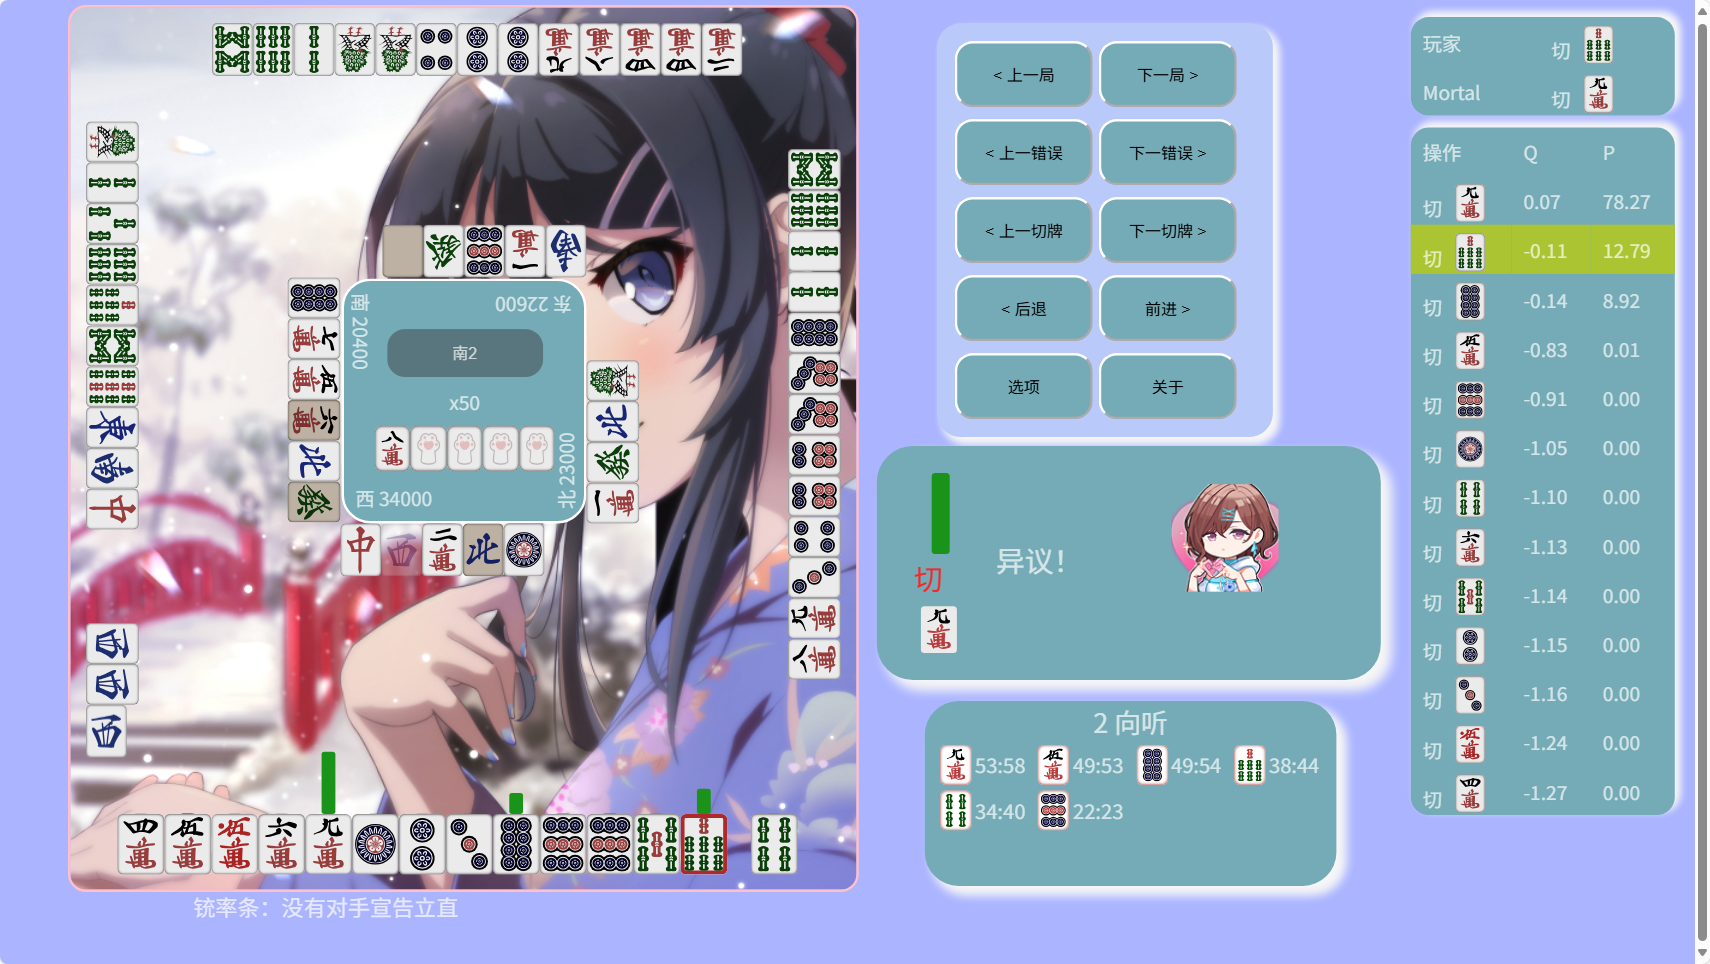 < 上一局
下一局 >
< 上一错误
下一错误 >
< 上一切牌
下一切牌 >
< 后退
前进 >
选项
关于
玩家 切
Mortal 切
操作 Q P
切 0.07 78.27
切 -0.11 12.79
切 -0.14 8.92
切 -0.83 0.01
切 -0.91 0.00
切 -1.05 0.00
切 -1.10 0.00
切 -1.13 0.00
切 -1.14 0.00
切 -1.15 0.00
切 -1.16 0.00
切 -1.24 0.00
切 -1.27 0.00
东 22600
南 20400
南2
x50
西 34000
北 23000
切
异议！
2 向听
53:58 49:53 49:54 38:44
34:40 22:23
铳率条：没有对手宣告立直